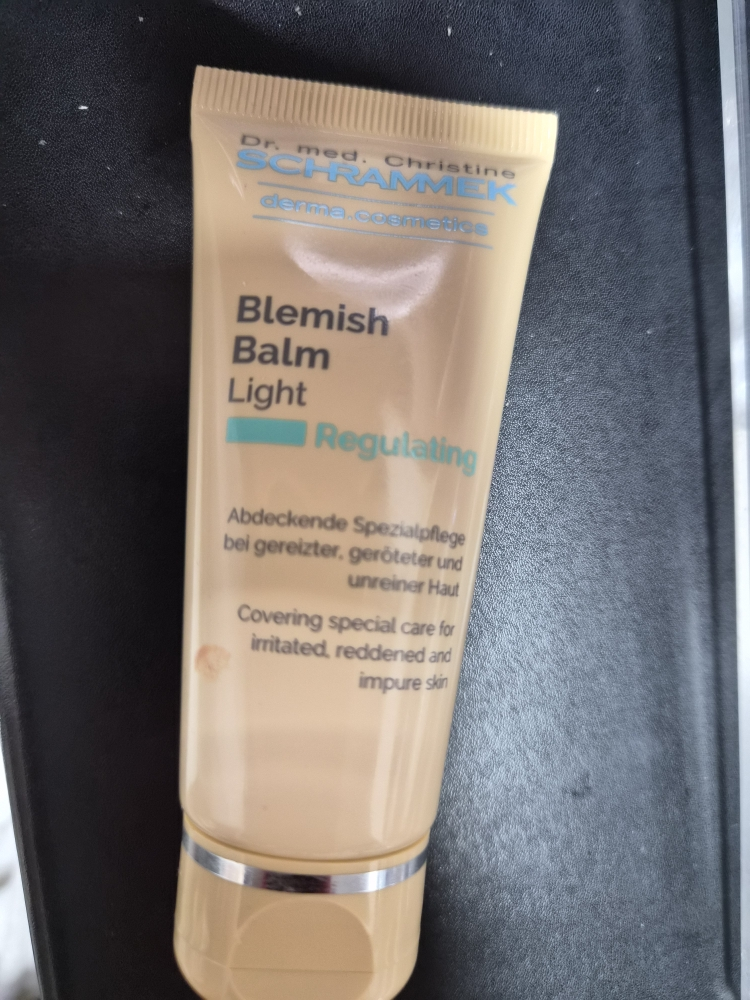 Dr. med. Christine
SCHRAMMEK
derma.cosmetics
Blemish
Balm
Light
Regulating
Abdeckende Spezialpflege
bei gereizter, geröteter und
unreiner Haut
Covering special care for
irritated, reddened and
impure skin